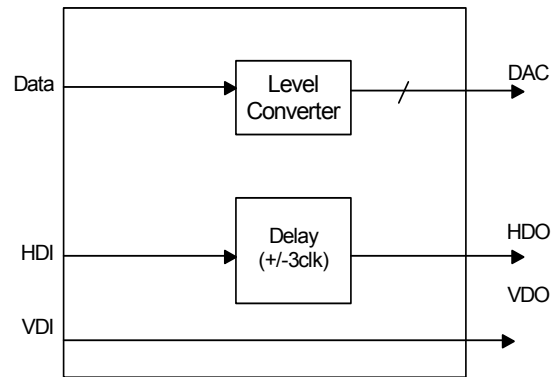 Data
Level
Converter
DAC
HDI
Delay
(+/-3clk)
HDO
VDO
VDI